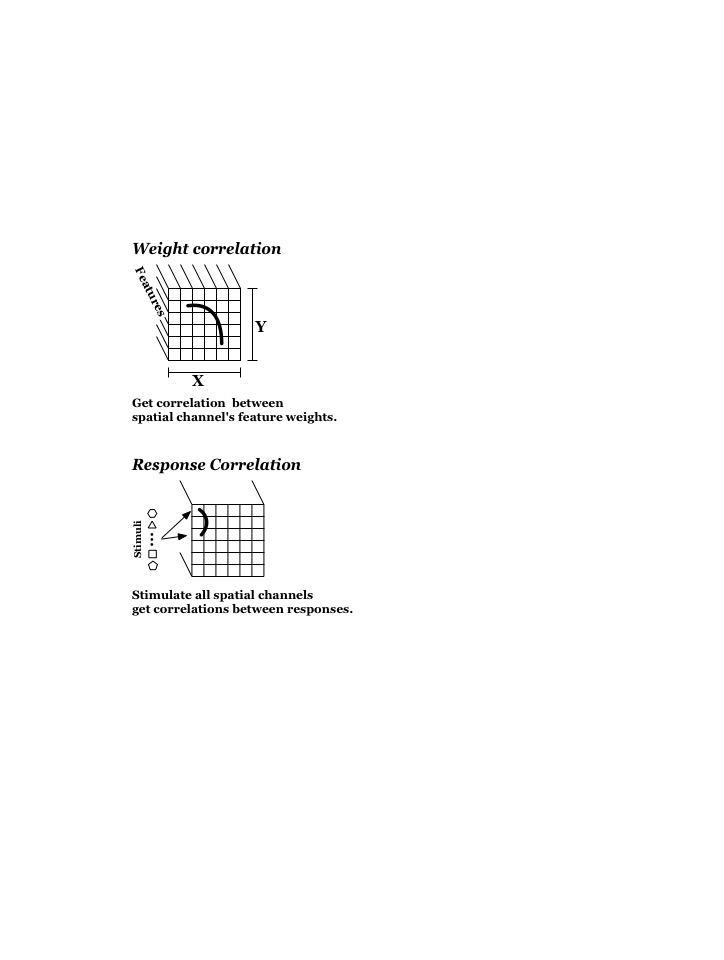 Weight correlation
Features
Y
X
Get correlation  between
spatial channel's feature weights.
Response Correlation
Stimuli
Stimulate all spatial channels
get correlations between responses.